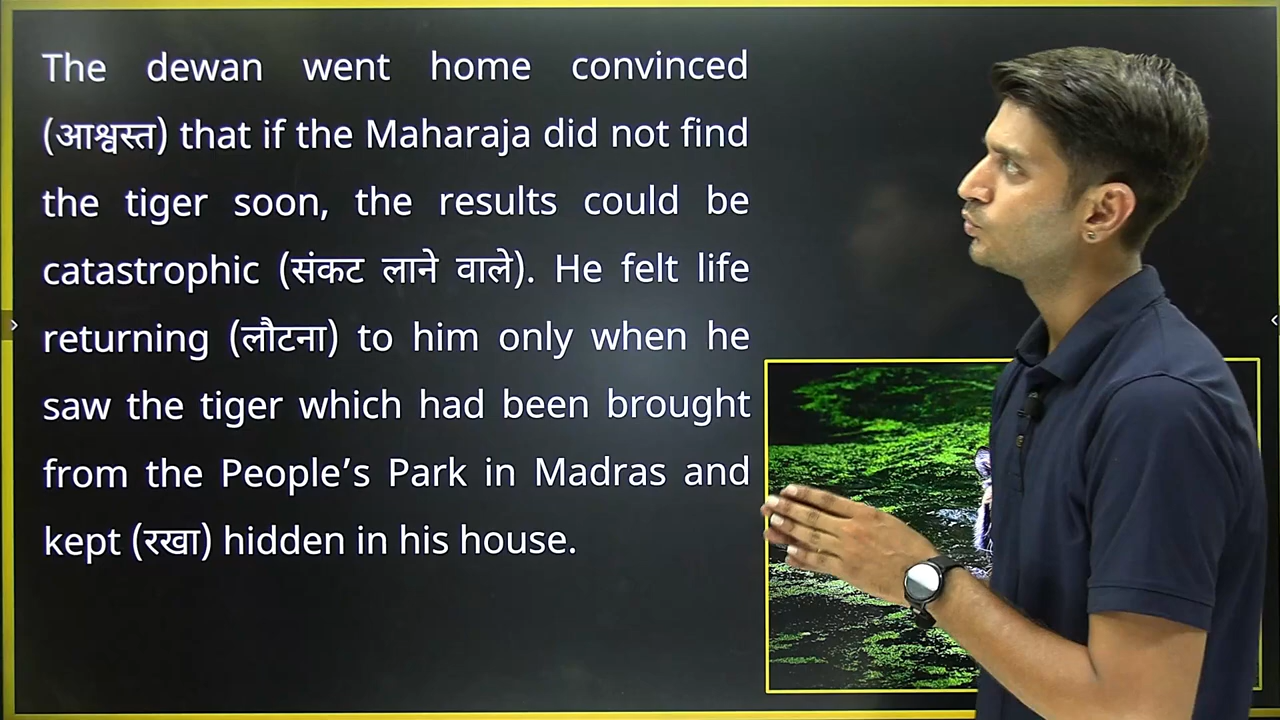 The dewan went home convinced
(आश्वस्त) that if the Maharaja did not find
the tiger soon, the results could be
catastrophic (संकट लाने वाले). He felt life
returning (लौटना) to him only when he
saw the tiger which had been brought
from the People’s Park in Madras and
kept (रखा) hidden in his house.